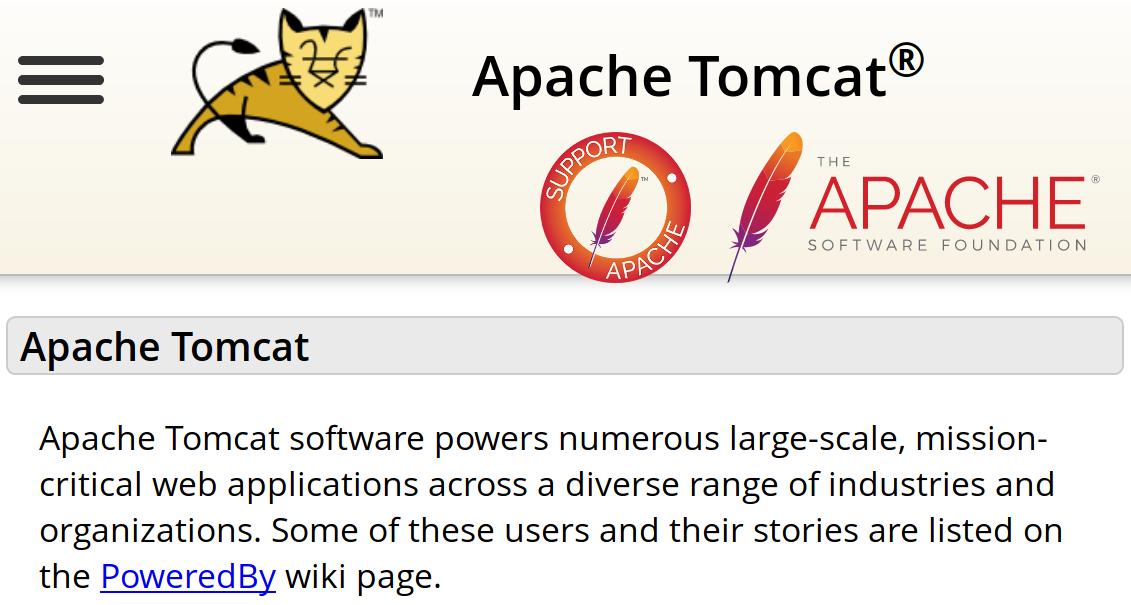 ™
Apache Tomcat®
SUPPORT
APACHE
™
THE
APACHE®
SOFTWARE FOUNDATION
Apache Tomcat
Apache Tomcat software powers numerous large-scale, mission-
critical web applications across a diverse range of industries and
organizations. Some of these users and their stories are listed on
the PoweredBy wiki page.